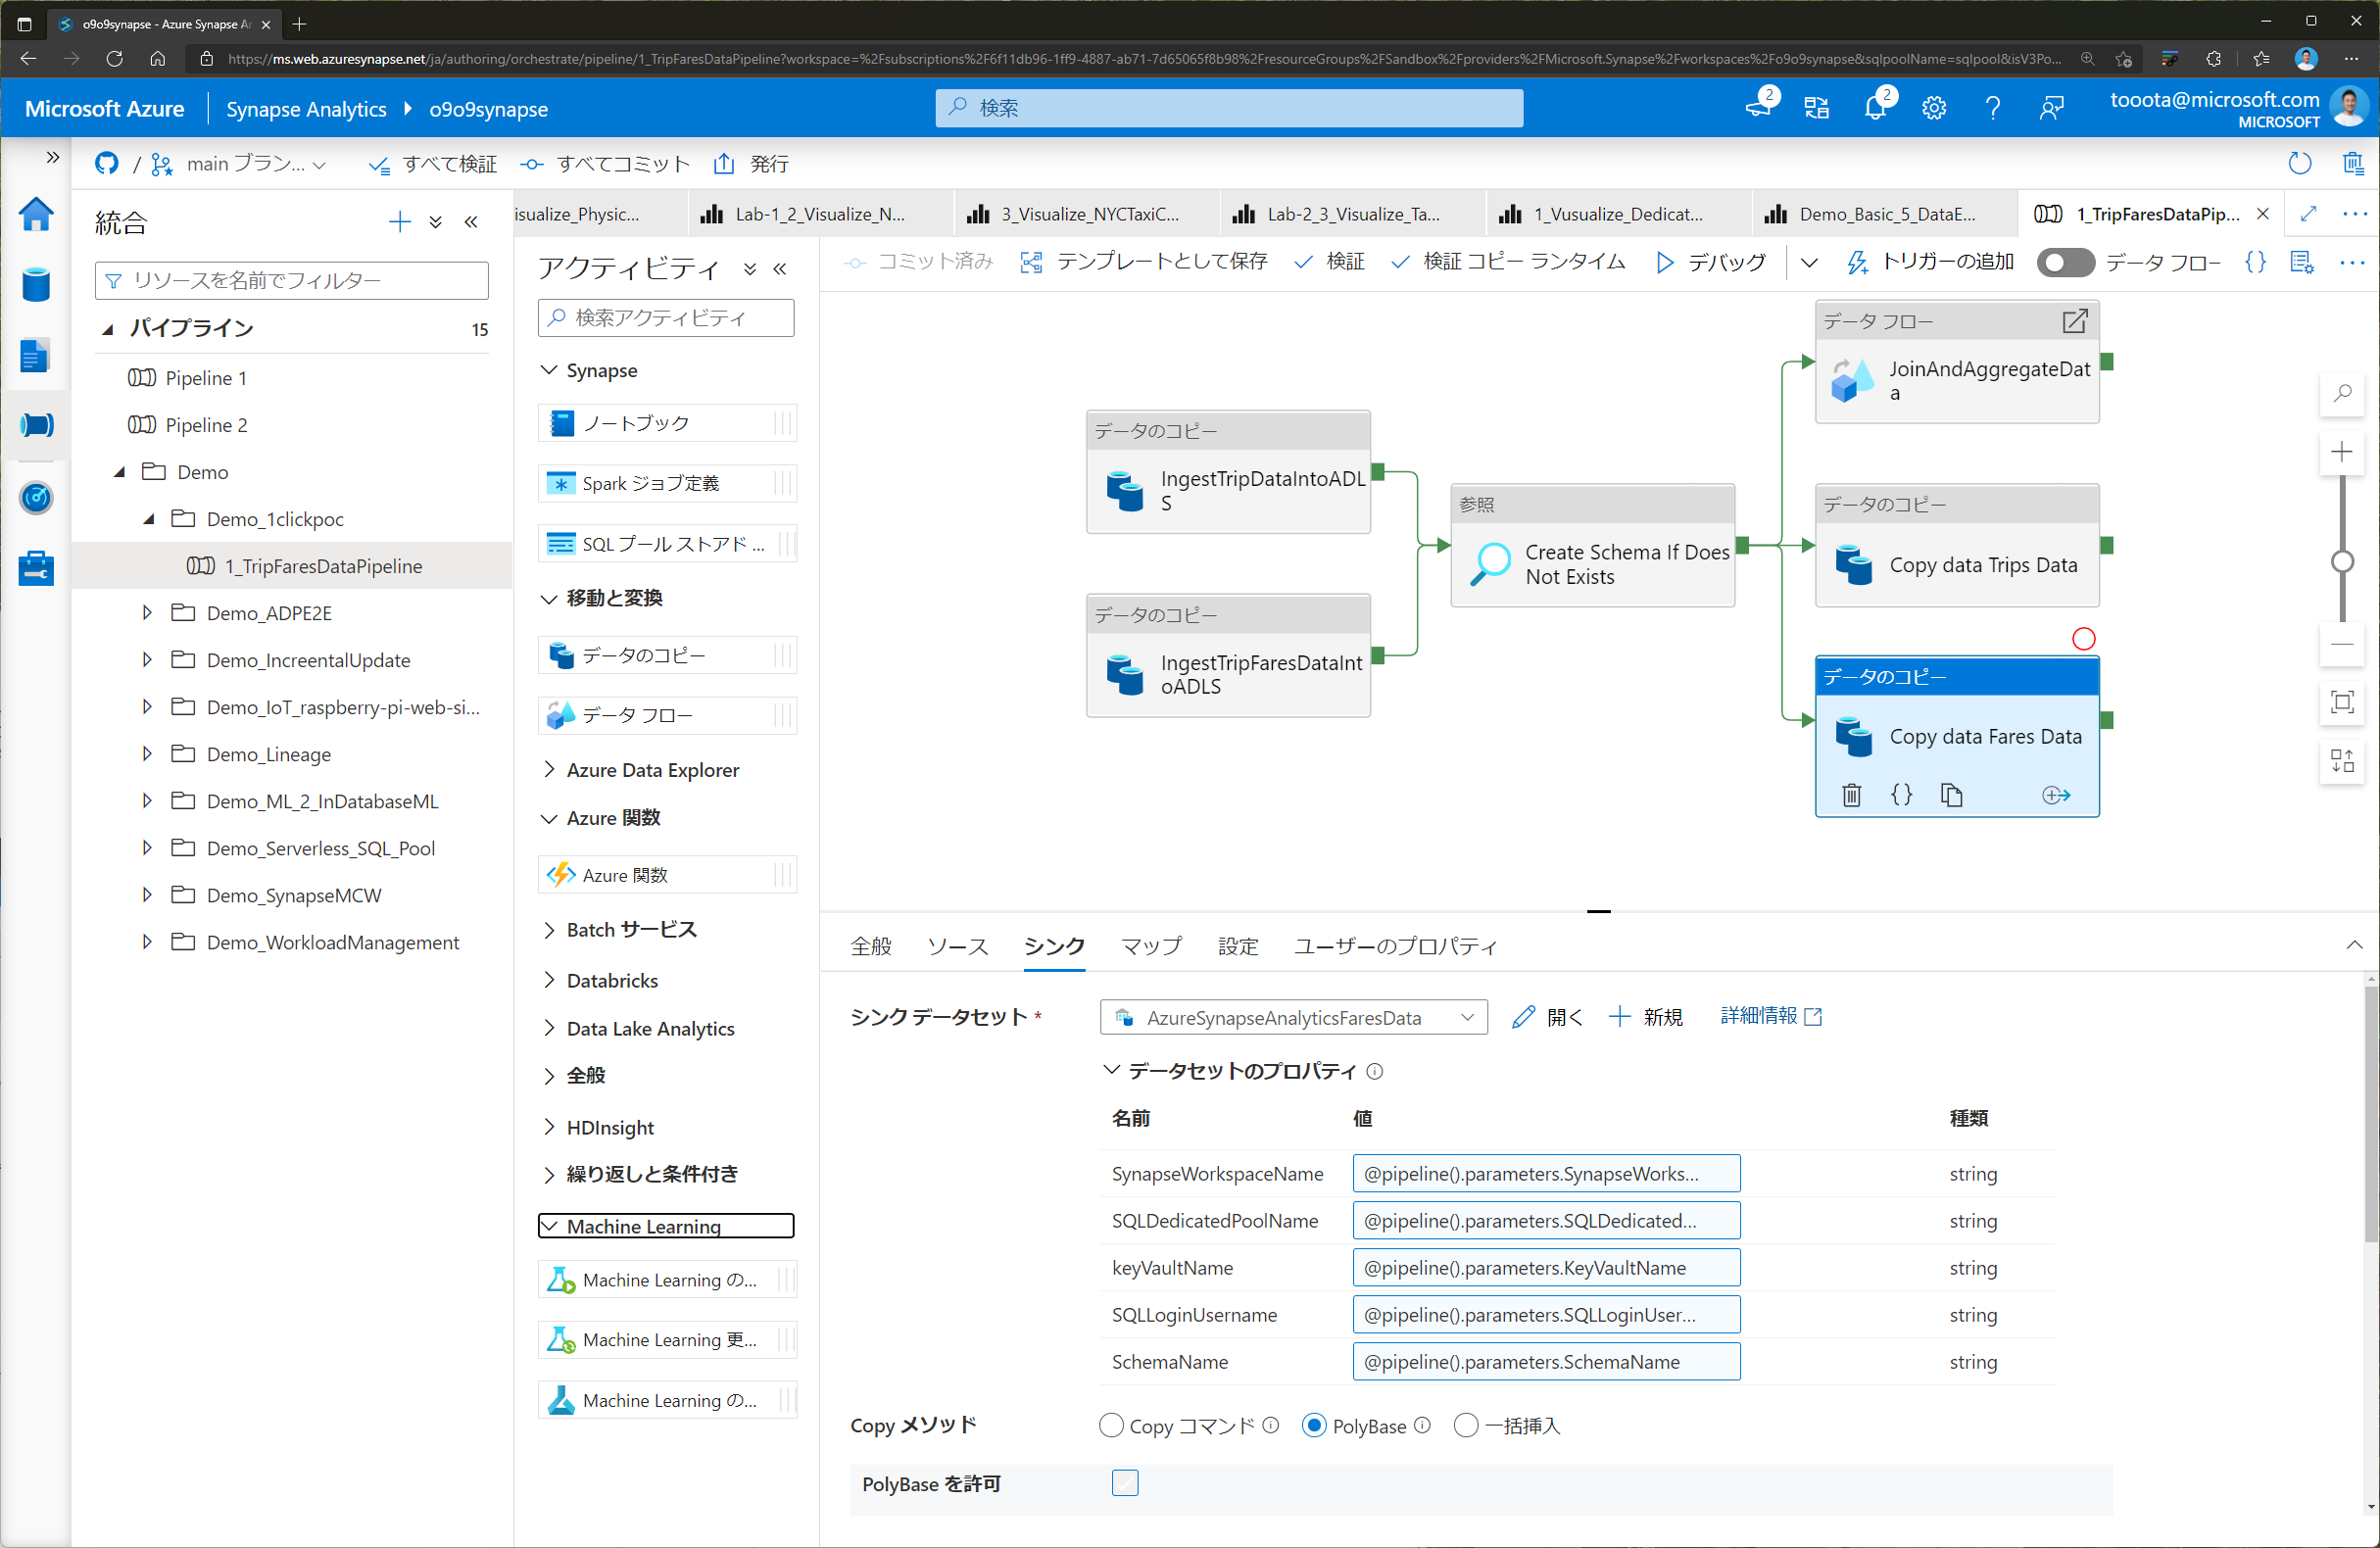 o9o9synapse - Azure Synapse An
https://ms.web.azuresynapse.net/ja/authoring/orchestrate/pipeline/1_TripFaresDataPipeline?workspace=%2Fsubscriptions%2F6f11db96-1ff9-4887-ab71-7d65065f8b98%2FresourceGroups%2FSandbox%2Fproviders%2FMicrosoft.Synapse%2Fworkspaces%2Fo9o9synapse&sqlpoolName=sqlpool&isV3Po...
Microsoft Azure
Synapse Analytics
o9o9synapse
検索
2
2
tooota@microsoft.com
MICROSOFT
/ main ブラン...
すべて検証
すべてコミット
発行
統合
isualize_Physic...
Lab-1_2_Visualize_N...
3_Visualize_NYCTaxiC...
Lab-2_3_Visualize_Ta...
1_Vusualize_Dedicat...
Demo_Basic_5_DataE...
1_TripFaresDataPip...
リソースを名前でフィルター
パイプライン 15
Pipeline 1
Pipeline 2
Demo
Demo_1clickpoc
1_TripFaresDataPipeline
Demo_ADPE2E
Demo_IncreentalUpdate
Demo_IoT_raspberry-pi-web-si...
Demo_Lineage
Demo_ML_2_InDatabaseML
Demo_Serverless_SQL_Pool
Demo_SynapseMCW
Demo_WorkloadManagement
アクティビティ
検索アクティビティ
Synapse
ノートブック
Spark ジョブ定義
SQL プール ストアド ...
移動と変換
データのコピー
データ フロー
Azure Data Explorer
Azure 関数
Azure 関数
Batch サービス
Databricks
Data Lake Analytics
全般
HDInsight
繰り返しと条件付き
Machine Learning
Machine Learning の...
Machine Learning 更...
Machine Learning の...
コミット済み
テンプレートとして保存
検証
検証 コピー ランタイム
デバッグ
トリガーの追加
データ フロー
{}
データのコピー
IngestTripDataIntoADL
S
データのコピー
IngestTripFaresDataInt
oADLS
参照
Create Schema If Does
Not Exists
データ フロー
JoinAndAggregateDat
a
データのコピー
Copy data Trips Data
データのコピー
Copy data Fares Data
{}
全般
ソース
シンク
マップ
設定
ユーザーのプロパティ
シンク データセット *
AzureSynapseAnalyticsFaresData
開く
新規
詳細情報
データセットのプロパティ
名前 値 種類
SynapseWorkspaceName @pipeline().parameters.SynapseWorks... string
SQLDedicatedPoolName @pipeline().parameters.SQLDedicated... string
keyVaultName @pipeline().parameters.KeyVaultName string
SQLLoginUsername @pipeline().parameters.SQLLoginUser... string
SchemaName @pipeline().parameters.SchemaName string
Copy メソッド
Copy コマンド
PolyBase
一括挿入
PolyBase を許可